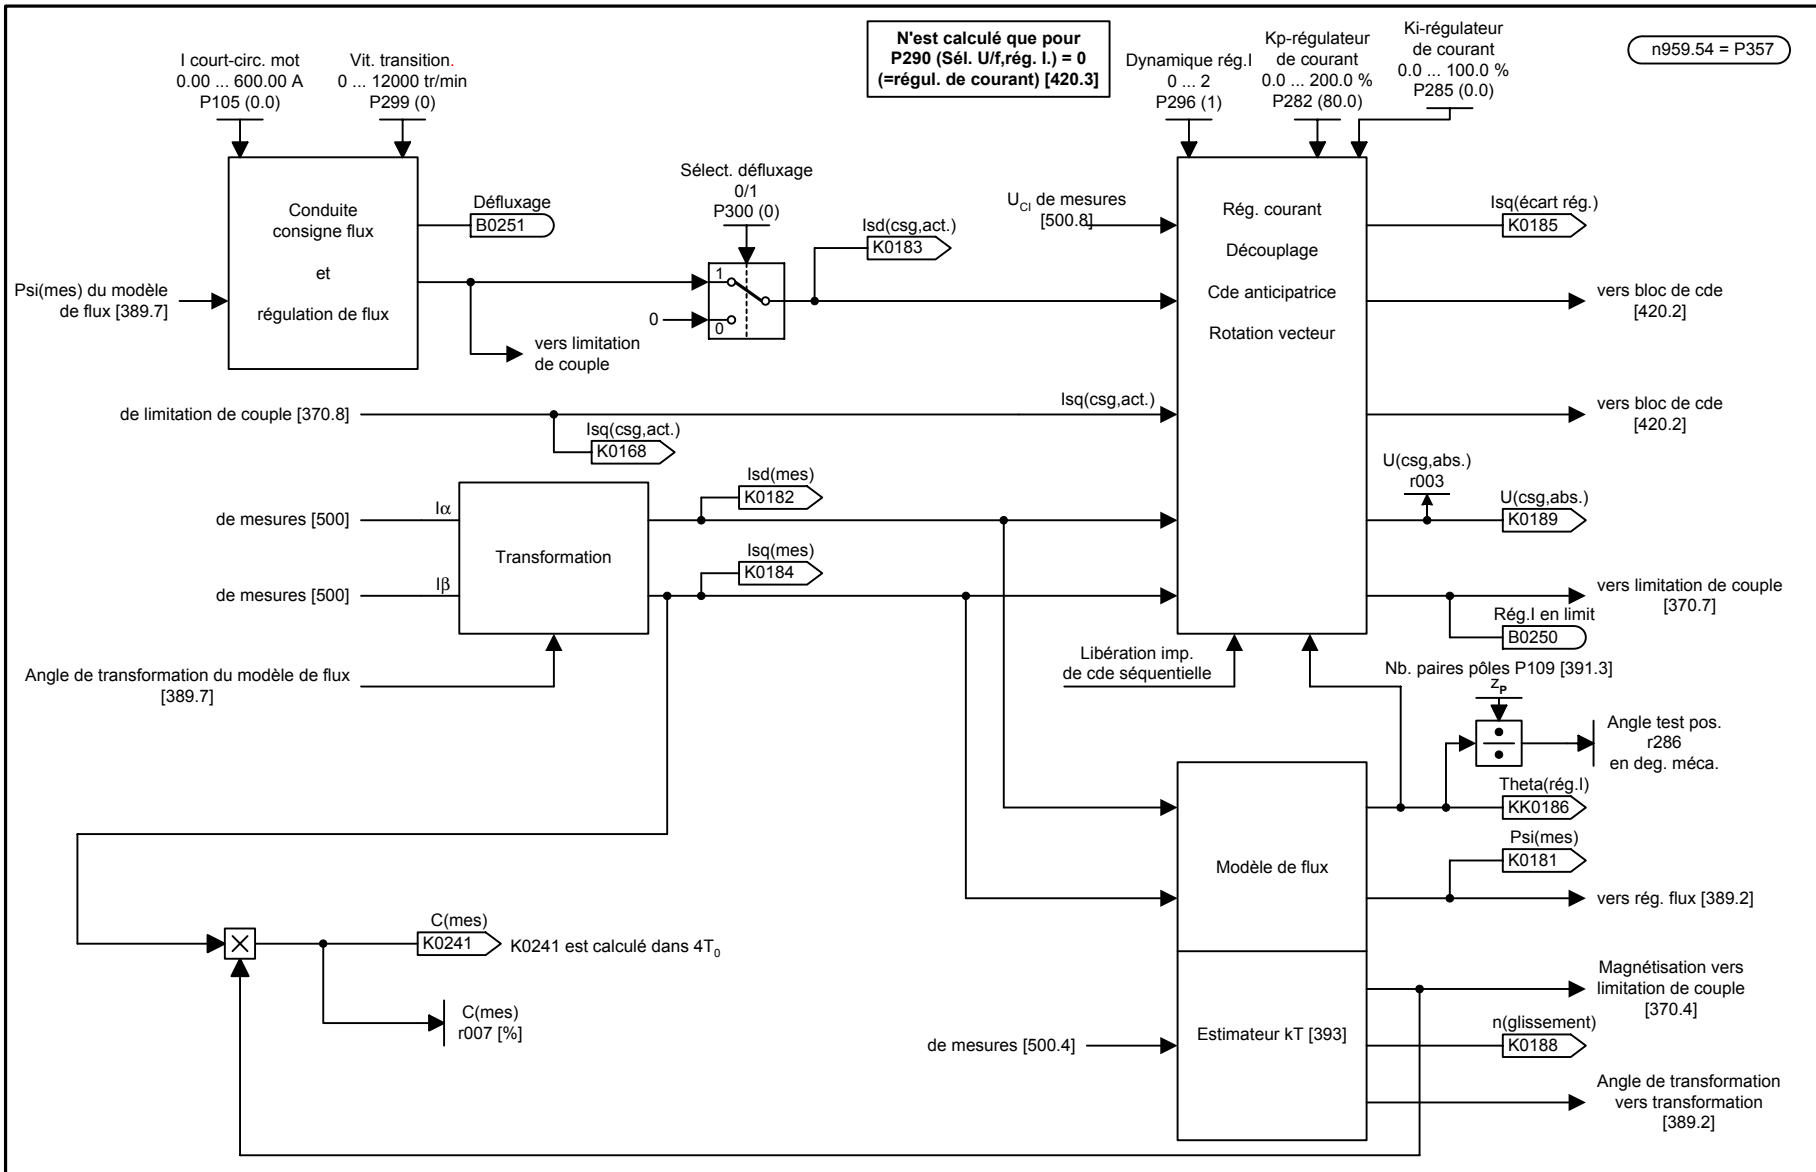 N'est calculé que pour
P290 (Sél. U/f,rég. I.) = 0
(=régul. de courant) [420.3]
n959.54 = P357
I court-circ. mot
0.00 ... 600.00 A
P105 (0.0)
Vit. transition.
0 ... 12000 tr/min
P299 (0)
Dynamique rég.I
0 ... 2
P296 (1)
Kp-régulateur
de courant
0.0 ... 200.0 %
P282 (80.0)
Ki-régulateur
de courant
0.0 ... 100.0 %
P285 (0.0)
Conduite
consigne flux
et
régulation de flux
Psi(mes) du modèle
de flux [389.7]
Défluxage
B0251
Sélect. défluxage
0/1
P300 (0)
1
0
0
Isd(csg,act.)
K0183
vers limitation
de couple
UCI de mesures
[500.8]
Rég. courant
Découplage
Cde anticipatrice
Rotation vecteur
Isq(écart rég.)
K0185
vers bloc de cde
[420.2]
de limitation de couple [370.8]
Isq(csg,act.)
K0168
Isq(csg,act.)
vers bloc de cde
[420.2]
U(csg,abs.)
r003
U(csg,abs.)
K0189
de mesures [500]
Iα
de mesures [500]
Iβ
Transformation
Isd(mes)
K0182
Isq(mes)
K0184
vers limitation de couple
[370.7]
Rég.I en limit
B0250
Angle de transformation du modèle de flux
[389.7]
Libération imp.
de cde séquentielle
Nb. paires pôles P109 [391.3]
zP
Angle test pos.
r286
en deg. méca.
Theta(rég.I)
KK0186
Psi(mes)
K0181
Modèle de flux
vers rég. flux [389.2]
C(mes)
K0241
K0241 est calculé dans 4T0
C(mes)
r007 [%]
Magnétisation vers
limitation de couple
[370.4]
de mesures [500.4]
Estimateur kT [393]
n(glissement)
K0188
Angle de transformation
vers transformation
[389.2]